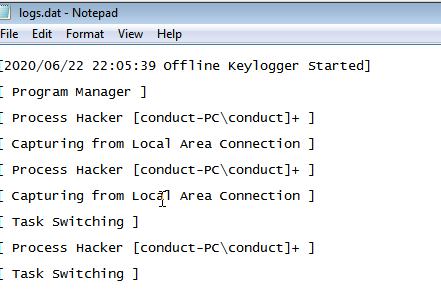 logs.dat - Notepad
File Edit Format View Help
[2020/06/22 22:05:39 Offline Keylogger Started]
[ Program Manager ]
[ Process Hacker [conduct-PC\conduct]+ ]
[ Capturing from Local Area Connection ]
[ Process Hacker [conduct-PC\conduct]+ ]
[ Capturing from Local Area Connection ]
[ Task Switching ]
[ Process Hacker [conduct-PC\conduct]+ ]
[ Task Switching ]